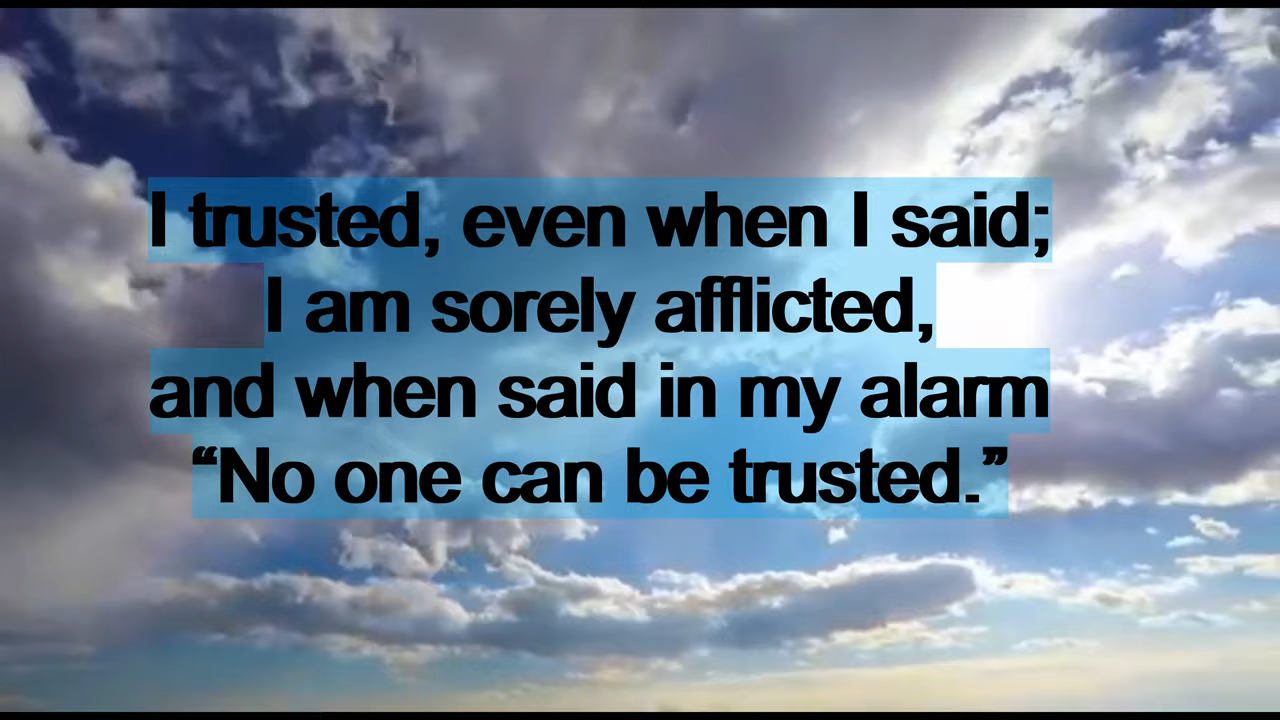 I trusted, even when I said;
I am sorely afflicted,
and when said in my alarm
“No one can be trusted.”